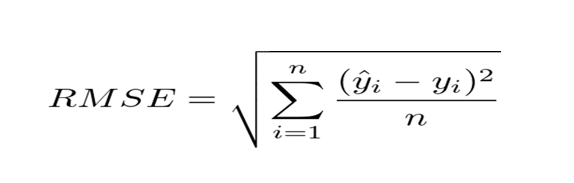 RMSE = \sqrt{\sum_{i=1}^{n} \frac{(\hat{y}_i - y_i)^2}{n}}